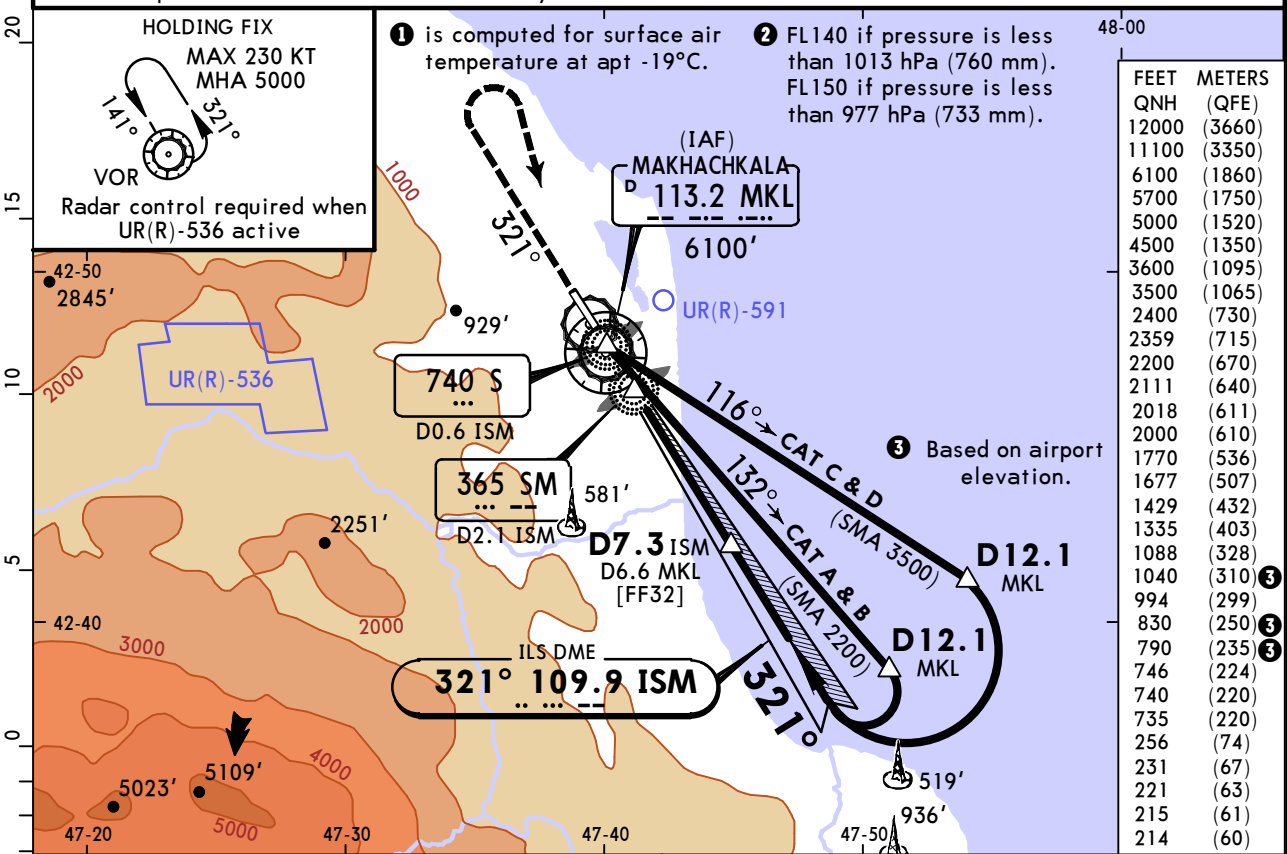 HOLDING FIX
MAX 230 KT
MHA 5000
141°
321°
VOR
Radar control required when
UR(R)-536 active
❶ is computed for surface air
temperature at apt -19°C.
❷ FL140 if pressure is less
than 1013 hPa (760 mm).
FL150 if pressure is less
than 977 hPa (733 mm).
48-00
20
15
10
5
0
(IAF)
MAKHACHKALA
D 113.2 MKL
6100'
321°
1000
42-50
2845'
929'
UR(R)-591
UR(R)-536
2000
740 S
D0.6 ISM
365 SM
D2.1 ISM
581'
2251'
116° CAT C & D
(SMA 3500)
132° CAT A & B
(SMA 2200)
❸ Based on airport
elevation.
D7.3 ISM
D6.6 MKL
[FF32]
D12.1
MKL
D12.1
MKL
42-40
2000
3000
ILS DME
321° 109.9 ISM
321°
4000
5109'
5023'
5000
519'
936'
47-20
47-30
47-40
47-50
FEET METERS
QNH (QFE)
12000 (3660)
11100 (3350)
6100 (1860)
5700 (1750)
5000 (1520)
4500 (1350)
3600 (1095)
3500 (1065)
2400 (730)
2359 (715)
2200 (670)
2111 (640)
2018 (611)
2000 (610)
1770 (536)
1677 (507)
1429 (432)
1335 (403)
1088 (328)
1040 (310) ❸
994 (299)
830 (250) ❸
790 (235) ❸
746 (224)
740 (220)
735 (220)
256 (74)
231 (67)
221 (63)
215 (61)
214 (60)